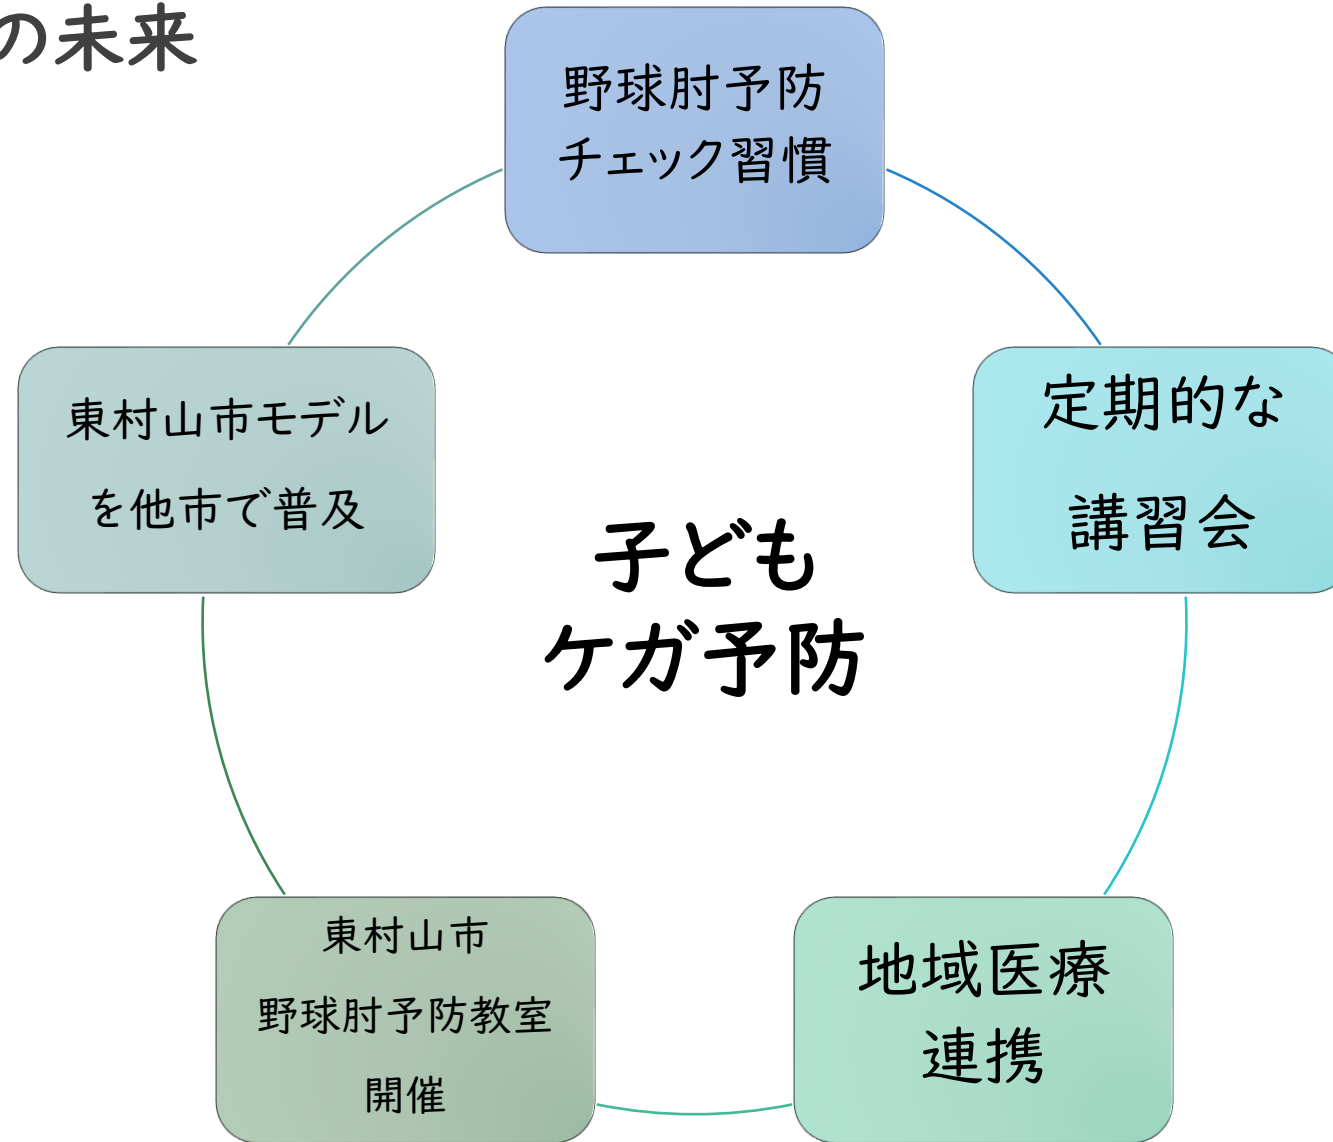 の未来
野球肘予防
チェック習慣
定期的な
講習会
地域医療
連携
東村山市
野球肘予防教室
開催
東村山市モデル
を他市で普及
子ども
ケガ予防